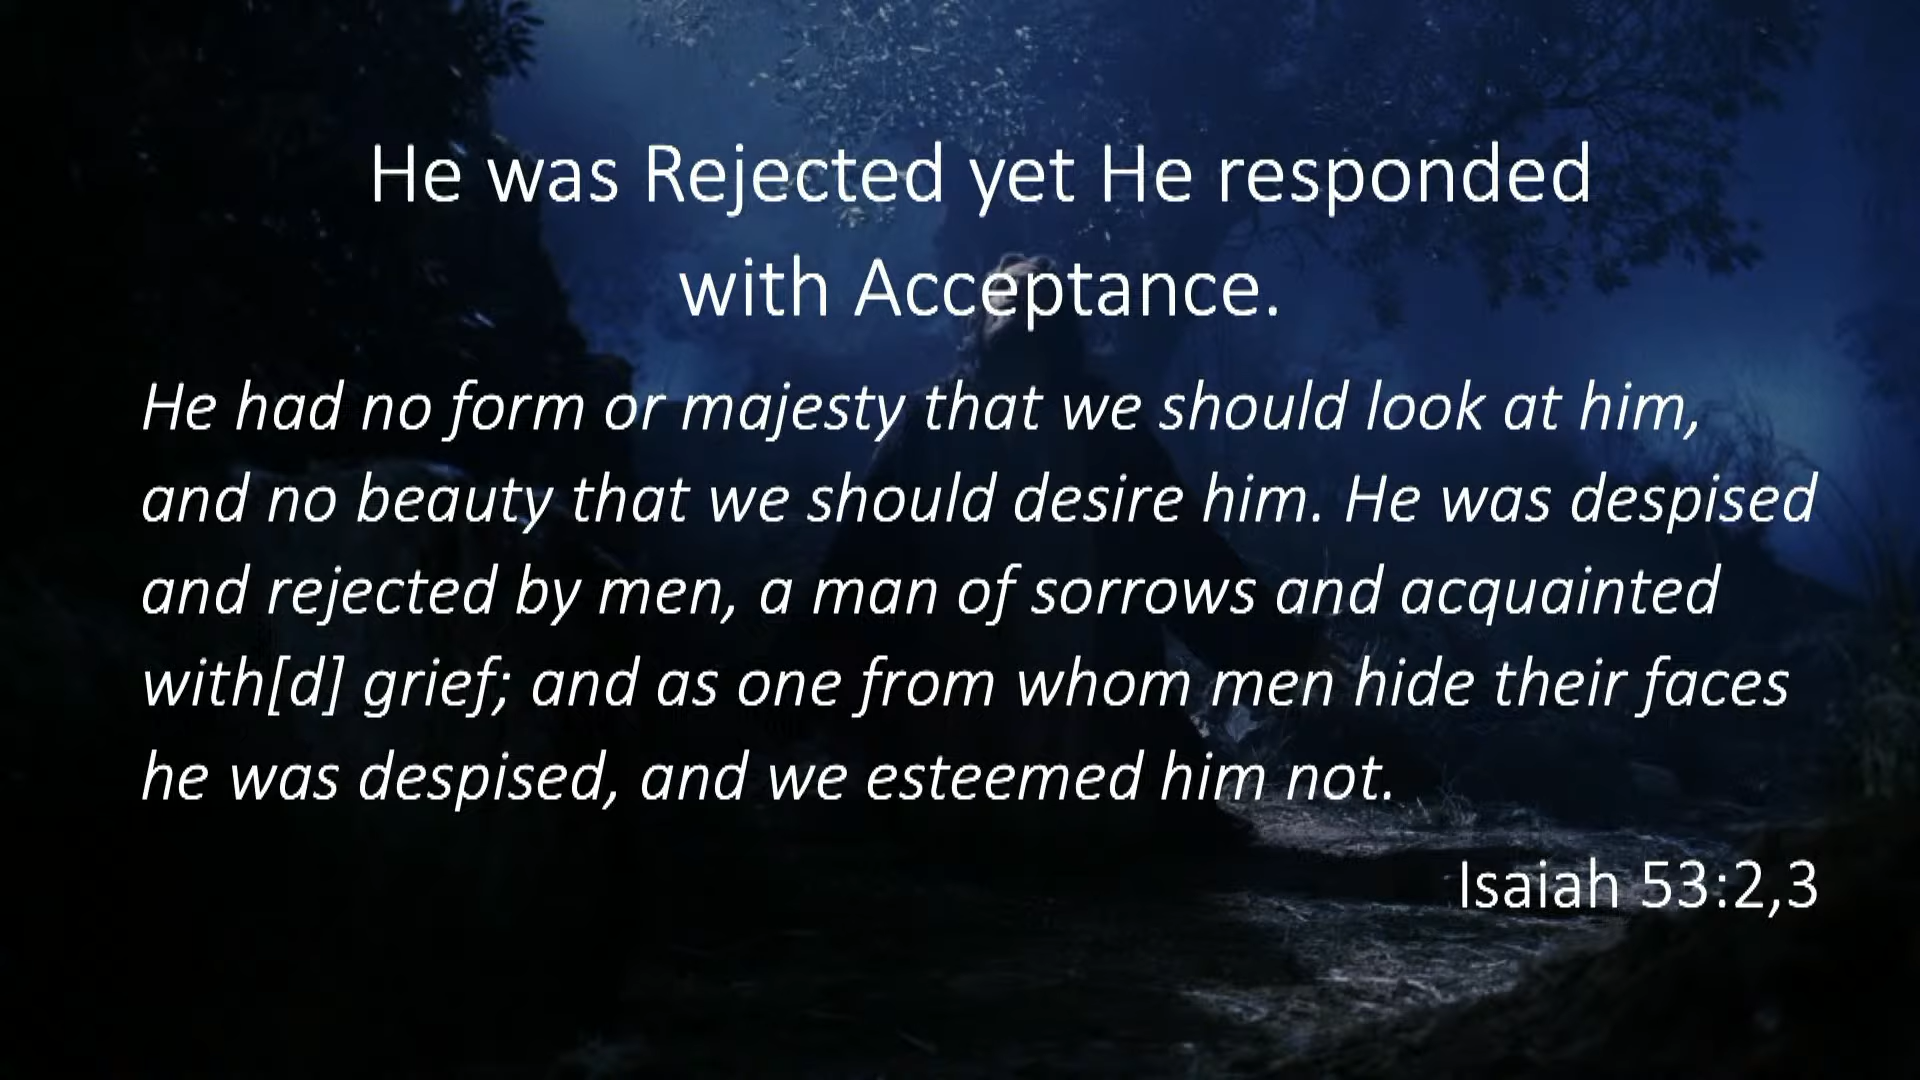 He was Rejected yet He responded
with Acceptance.
He had no form or majesty that we should look at him,
and no beauty that we should desire him. He was despised
and rejected by men, a man of sorrows and acquainted
with[d] grief; and as one from whom men hide their faces
he was despised, and we esteemed him not.
Isaiah 53:2,3